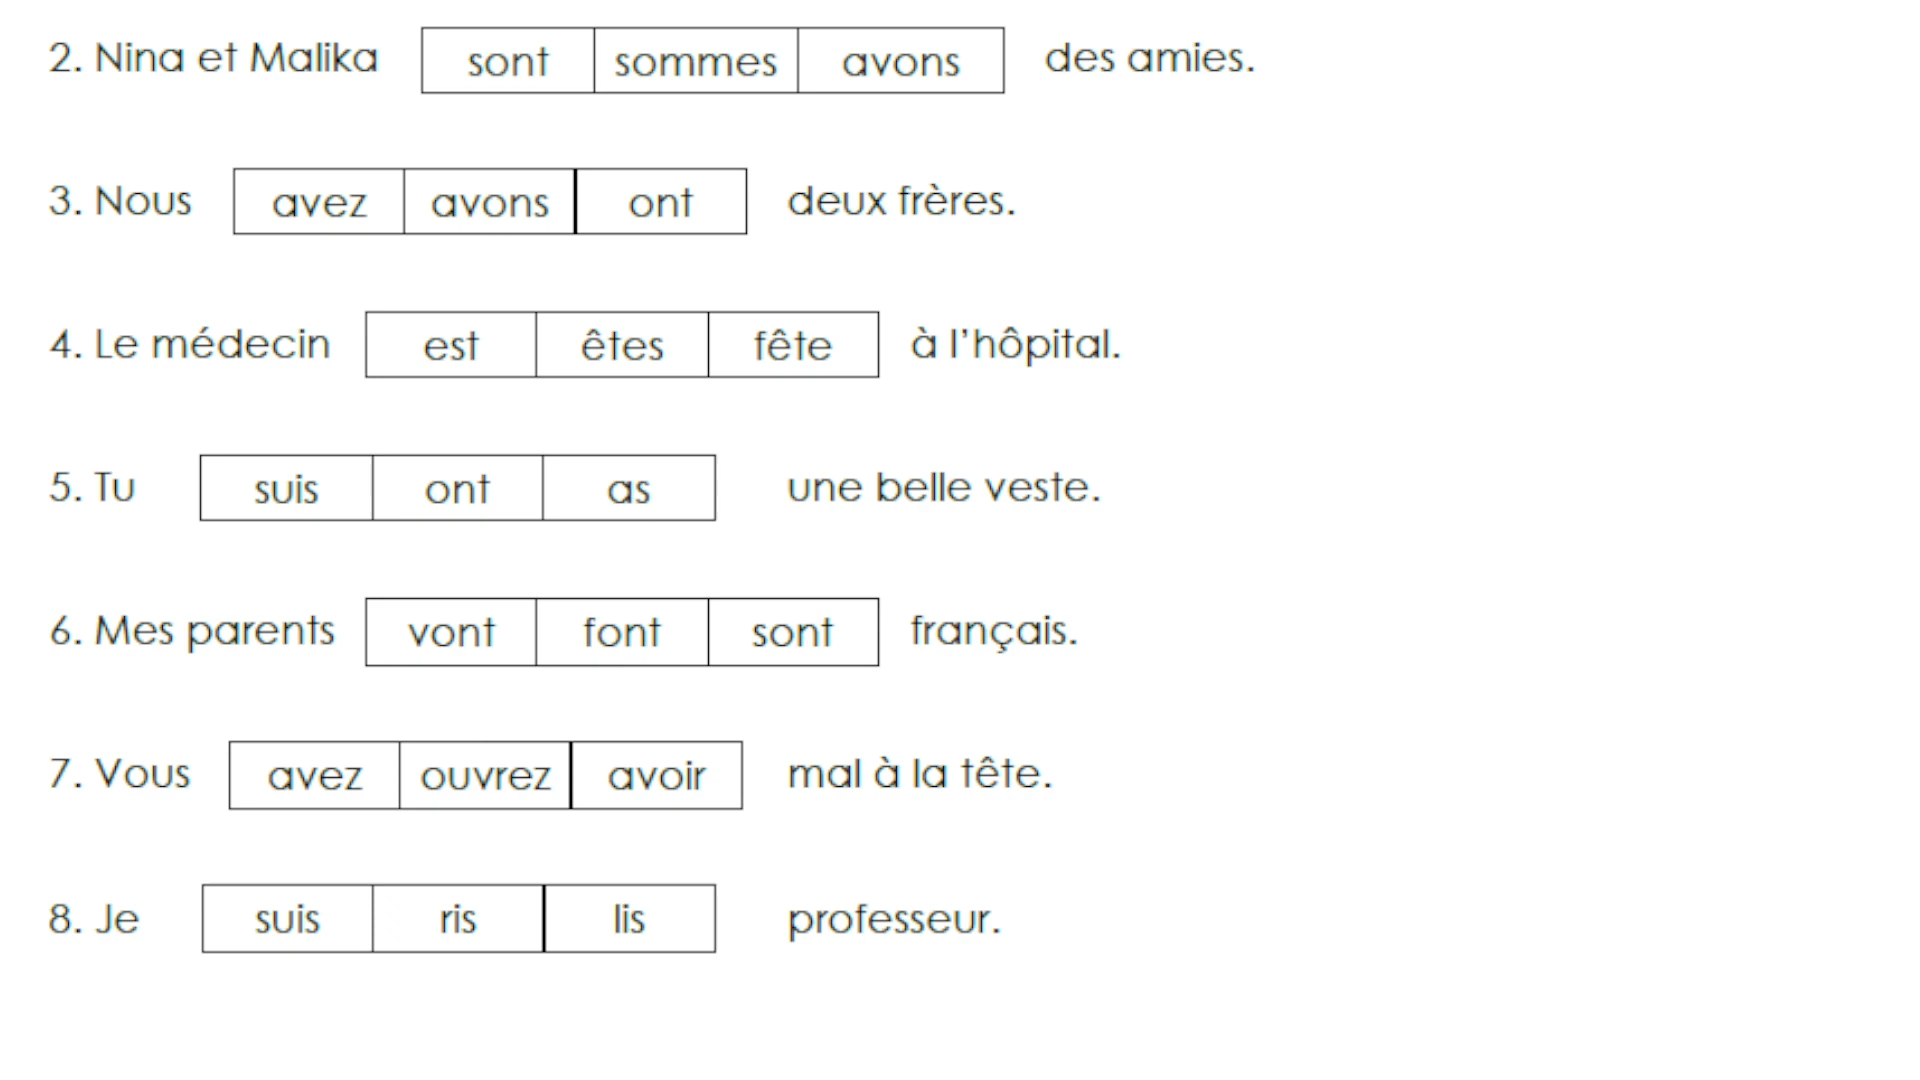 2. Nina et Malika sont sommes avons des amies.
3. Nous avez avons ont deux frères.
4. Le médecin est êtes fête à l'hôpital.
5. Tu suis ont as une belle veste.
6. Mes parents vont font sont français.
7. Vous avez ouvrez avoir mal à la tête.
8. Je suis ris lis professeur.